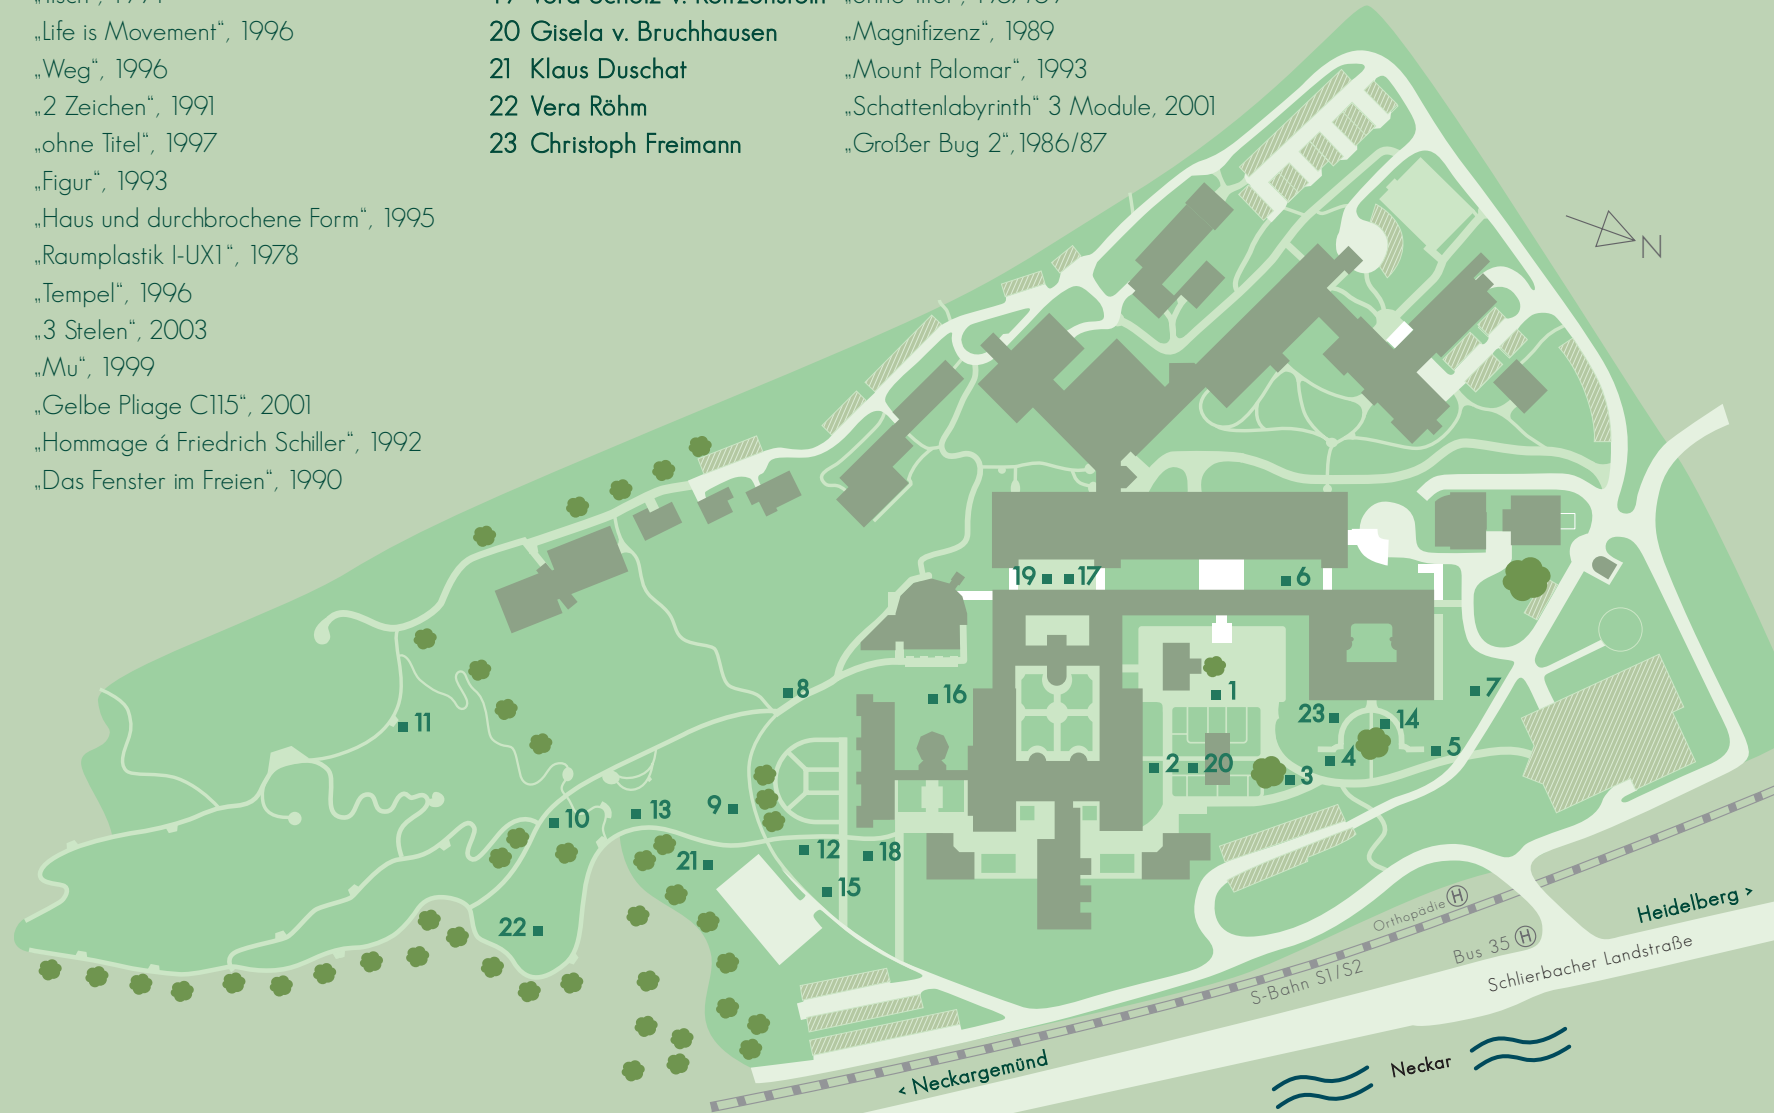 „Life is Movement“, 1996
„Weg“, 1996
„2 Zeichen“, 1991
„ohne Titel“, 1997
„Figur“, 1993
„Haus und durchbrochene Form“, 1995
„Raumplastik I-UX1“, 1978
„Tempel“, 1996
„3 Stelen“, 2003
„Mu“, 1999
„Gelbe Pliage C115“, 2001
„Hommage á Friedrich Schiller“, 1992
„Das Fenster im Freien“, 1990
20 Gisela v. Bruchhausen
21 Klaus Duschat
22 Vera Röhm
23 Christoph Freimann
„Magnifizenz“, 1989
„Mount Palomar“, 1993
„Schattenlabyrinth“ 3 Module, 2001
„Großer Bug 2“,1986/87
N
19
17
6
8
16
1
7
11
23
14
5
4
2
20
3
9
13
10
12
18
21
15
22
Orthopädie H
Bus 35 H
S-Bahn S1/S2
Heidelberg >
Schlierbacher Landstraße
< Neckargemünd
Neckar